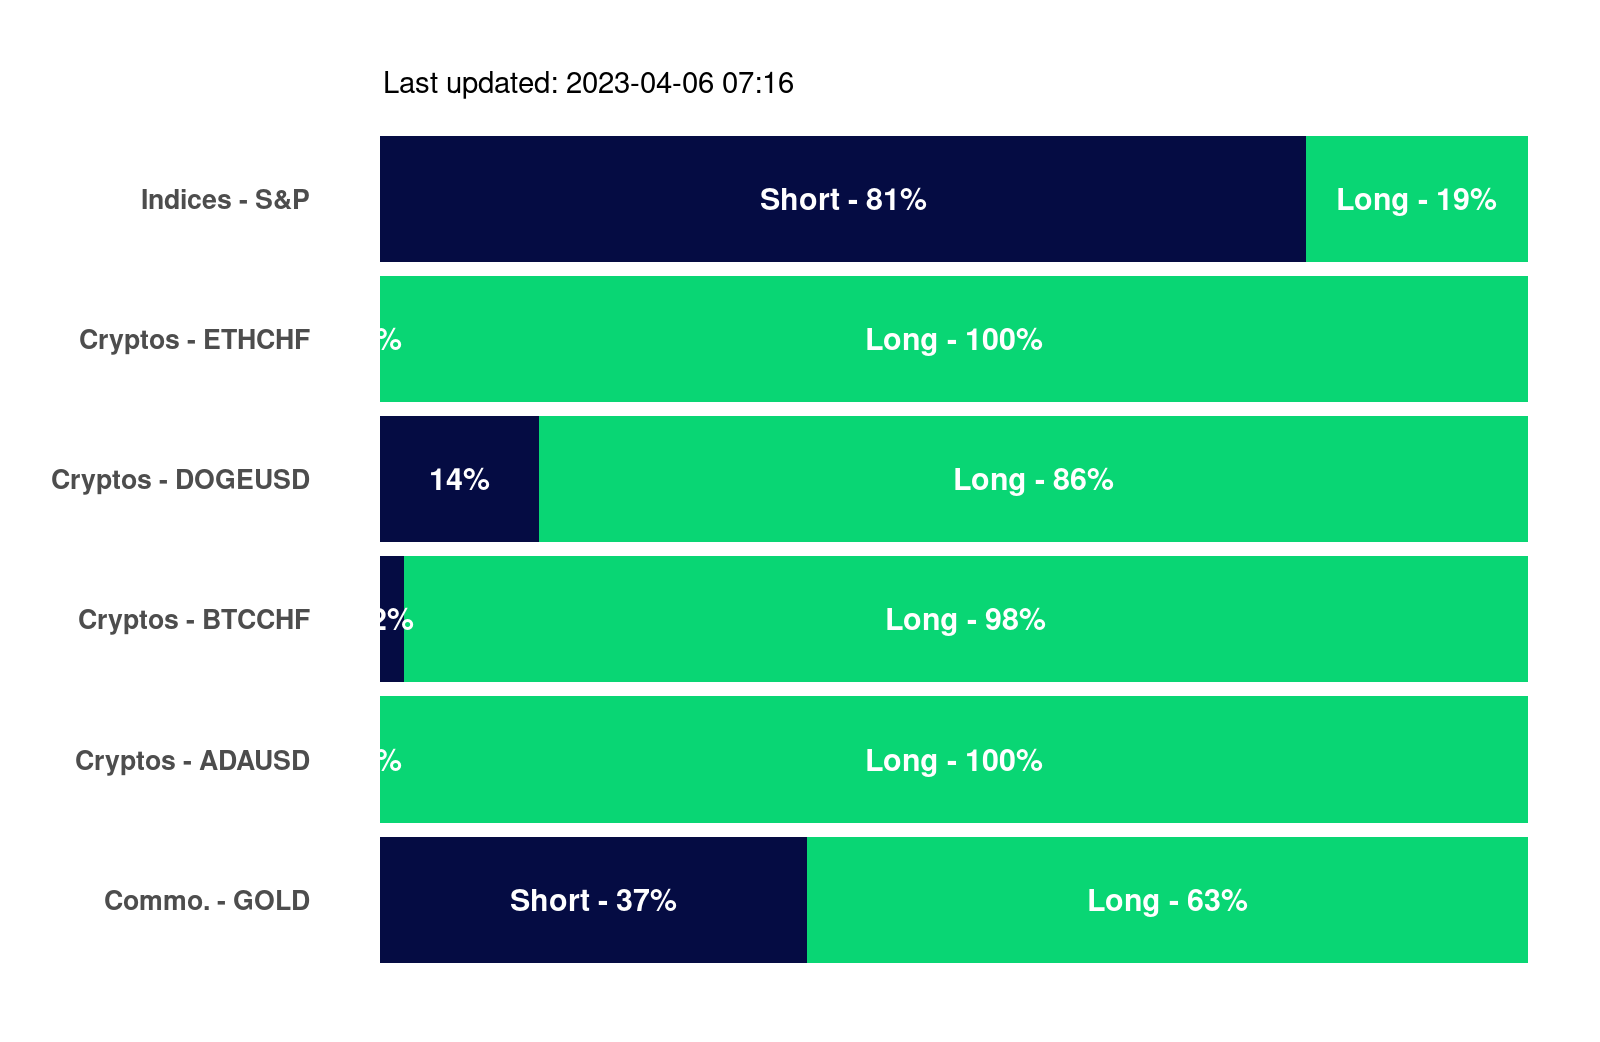 Last updated: 2023-04-06 07:16
Indices - S&P Short - 81% Long - 19%
Cryptos - ETHCHF % Long - 100%
Cryptos - DOGEUSD 14% Long - 86%
Cryptos - BTCCHF 2% Long - 98%
Cryptos - ADAUSD % Long - 100%
Commo. - GOLD Short - 37% Long - 63%